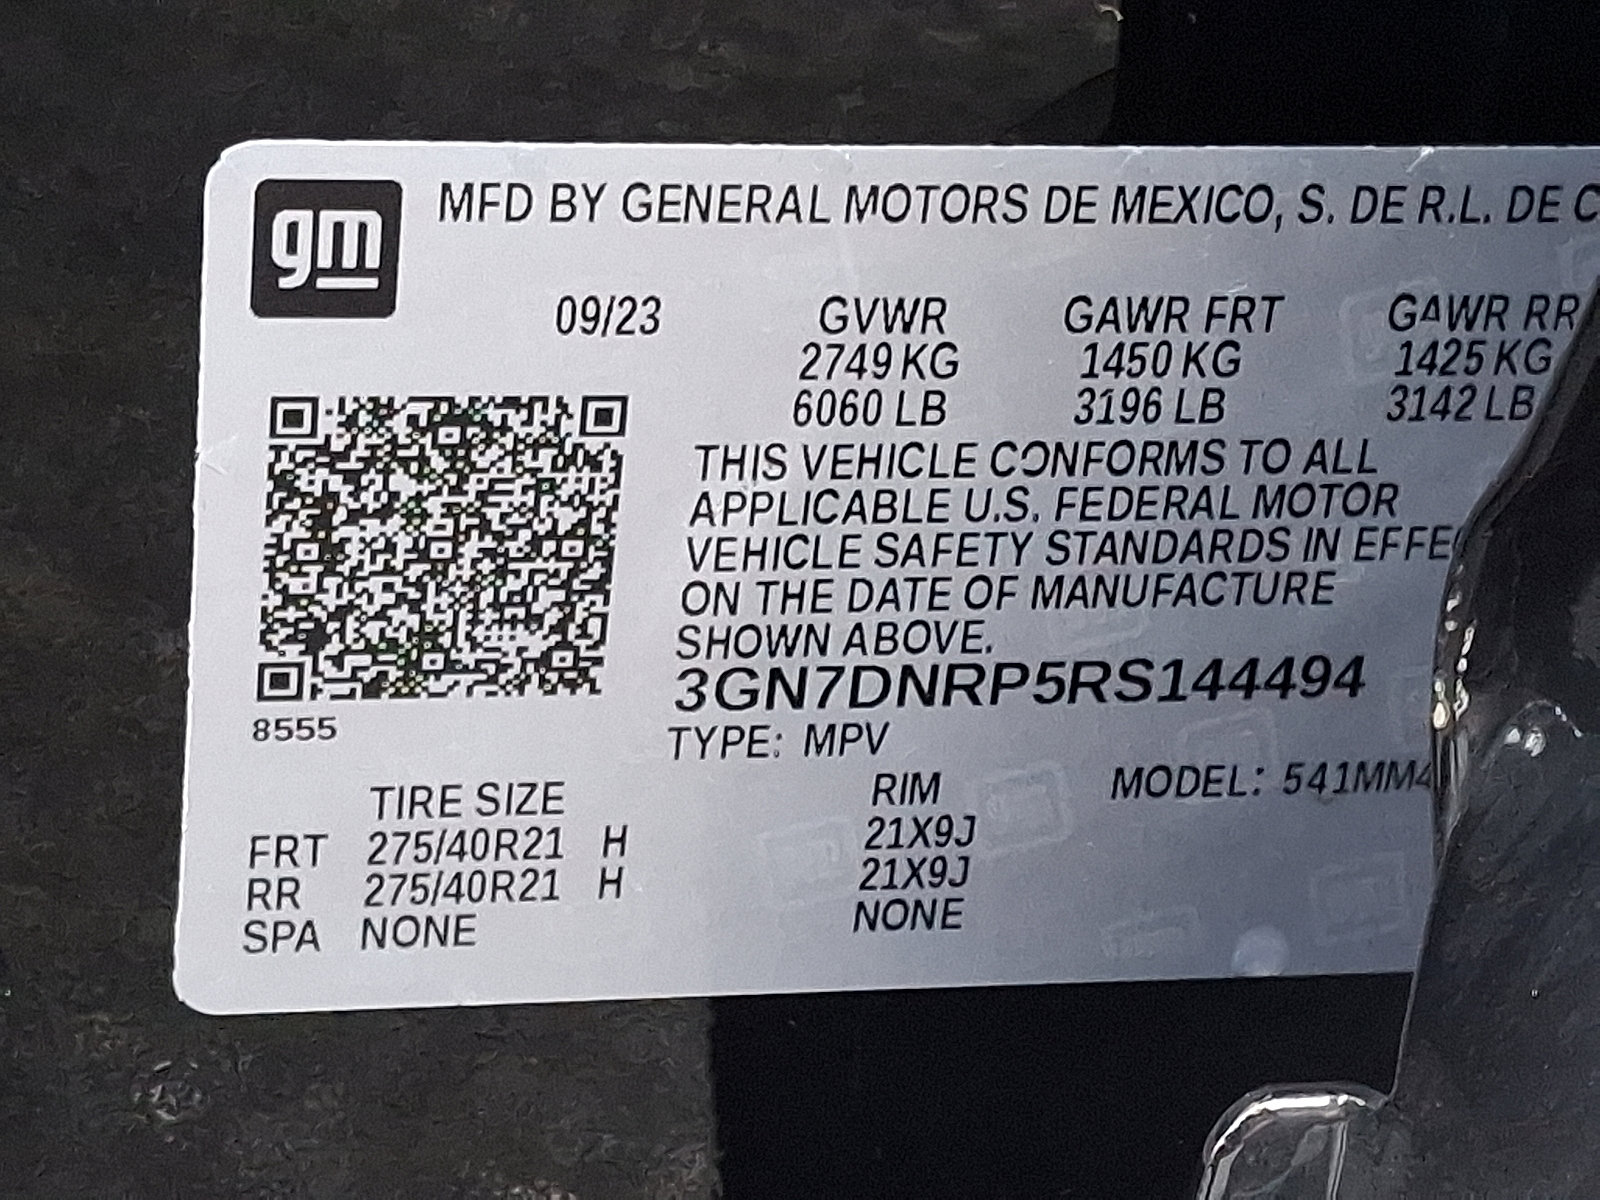 gm
MFD BY GENERAL MOTORS DE MEXICO, S. DE R.L. DE C
09/23 GVWR GAWR FRT GAWR RR
2749 KG 1450 KG 1425 KG
6060 LB 3196 LB 3142 LB
THIS VEHICLE CONFORMS TO ALL
APPLICABLE U.S. FEDERAL MOTOR
VEHICLE SAFETY STANDARDS IN EFFE
ON THE DATE OF MANUFACTURE
SHOWN ABOVE.
3GN7DNRP5RS144494
8555
TYPE: MPV
MODEL: 541MM4
TIRE SIZE RIM
FRT 275/40R21 H 21X9J
RR 275/40R21 H 21X9J
SPA NONE NONE